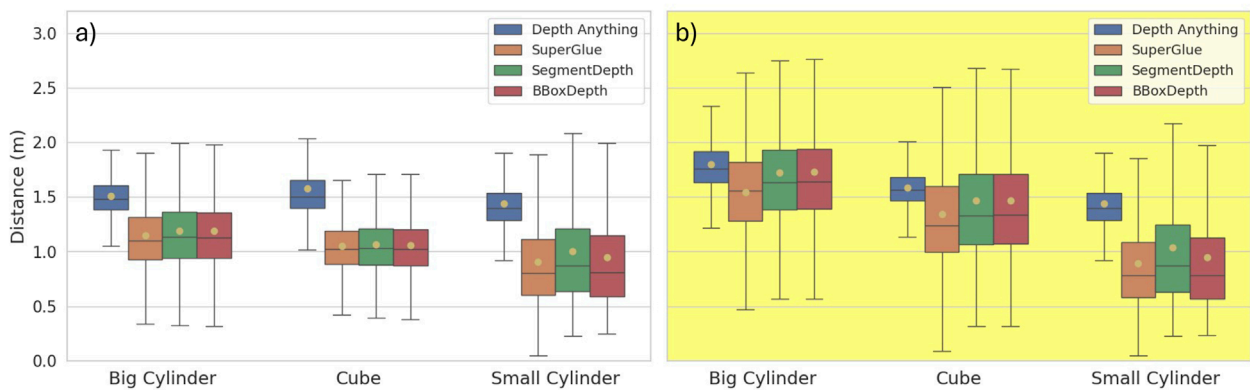 a)
Depth Anything
SuperGlue
SegmentDepth
BBoxDepth
Distance (m)
3.0
2.5
2.0
1.5
1.0
0.5
0.0
Big Cylinder
Cube
Small Cylinder
b)
Depth Anything
SuperGlue
SegmentDepth
BBoxDepth
Big Cylinder
Cube
Small Cylinder